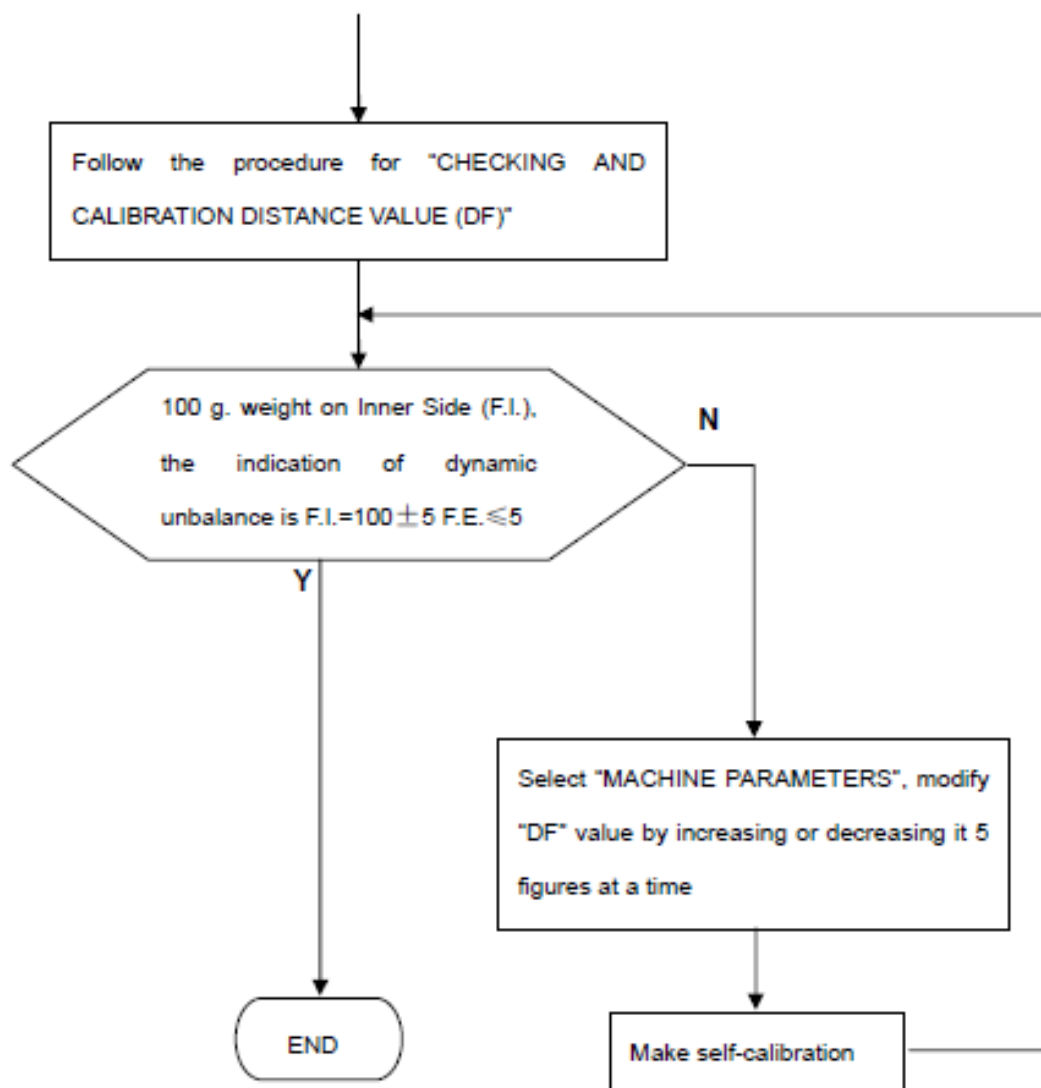 Follow the procedure for "CHECKING AND
CALIBRATION DISTANCE VALUE (DF)"
100 g. weight on Inner Side (F.I.),
the indication of dynamic
unbalance is F.I.=100±5 F.E.≤5
N
Y
Select "MACHINE PARAMETERS", modify
"DF" value by increasing or decreasing it 5
figures at a time
END
Make self-calibration